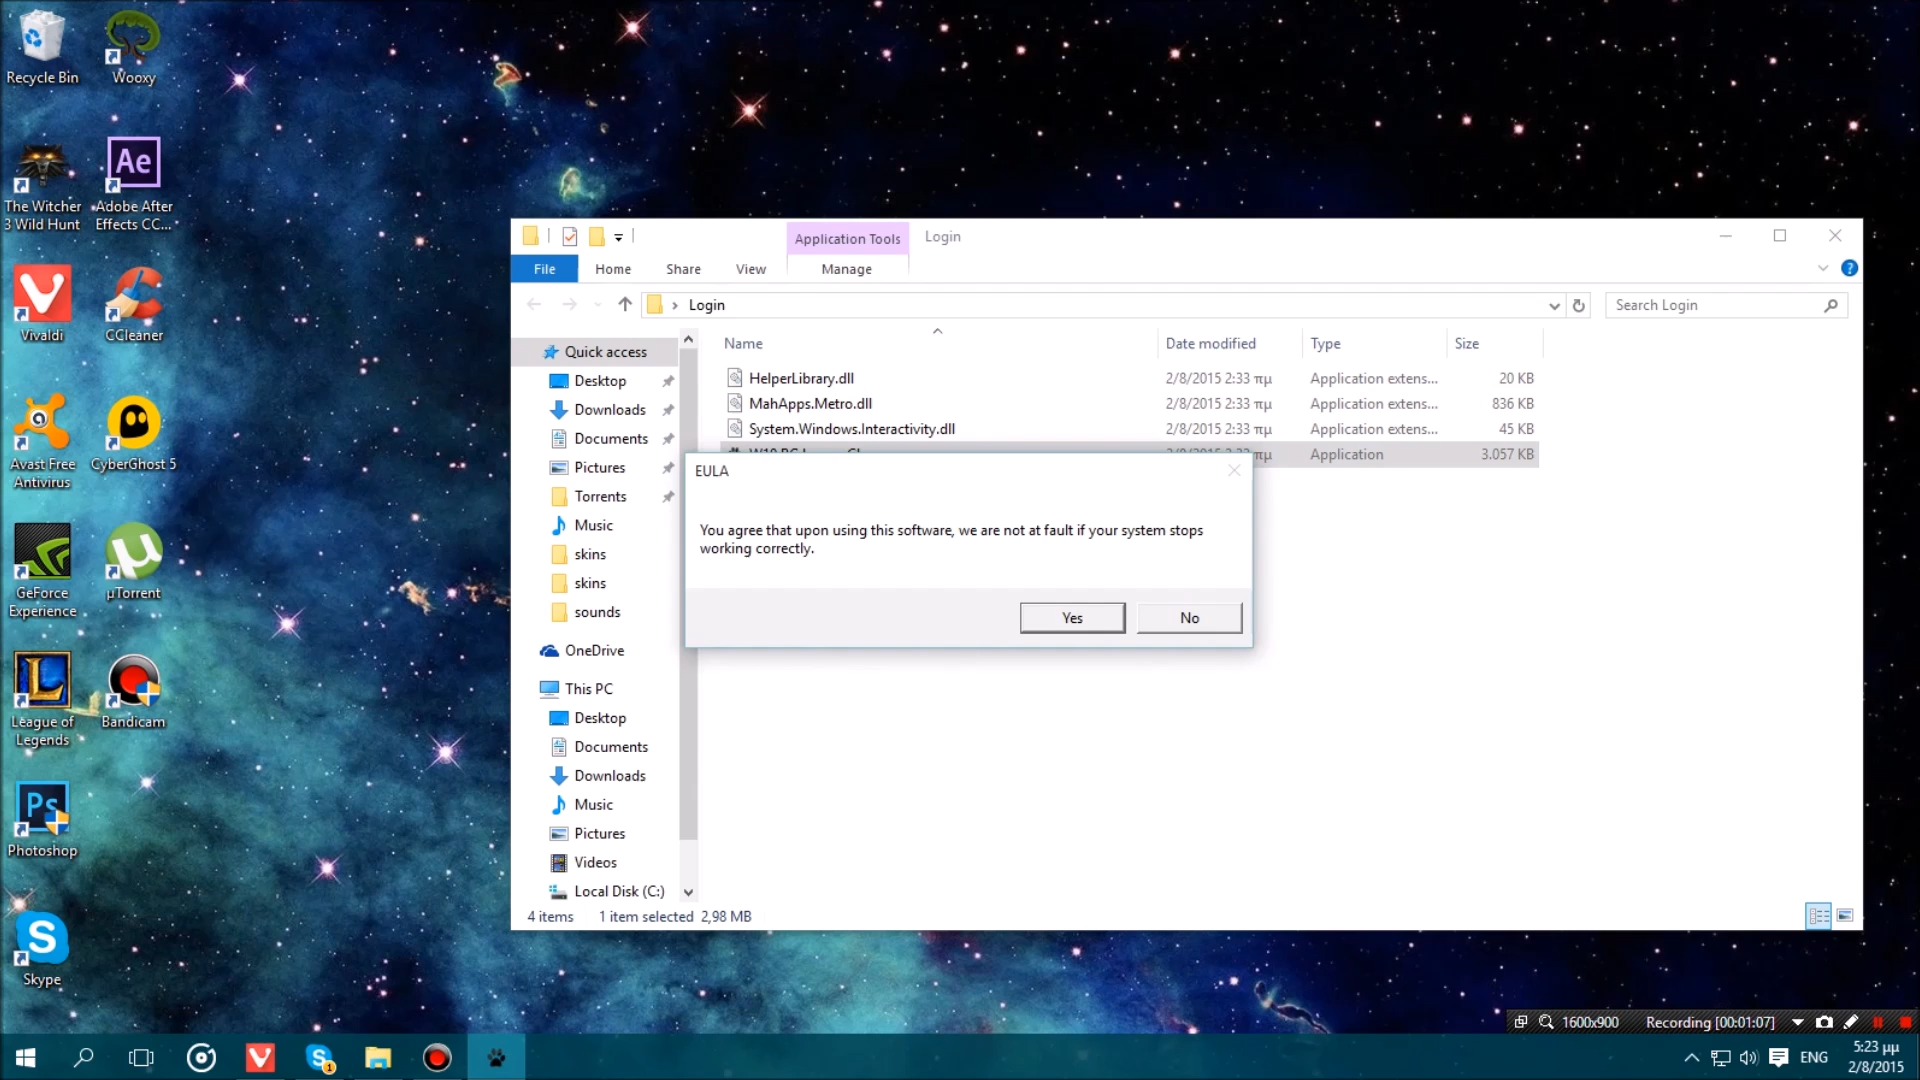 Recycle Bin
Wooxy
The Witcher
3 Wild Hunt
Ae
Adobe After
Effects CC...
Vivaldi
CCleaner
Avast Free
Antivirus
CyberGhost 5
GeForce
Experience
µTorrent
League of
Legends
Bandicam
Ps
Photoshop
Skype
Application Tools
Login
File
Home
Share
View
Manage
Login
Search Login
Quick access
Desktop
Downloads
Documents
Pictures
Torrents
Music
skins
skins
sounds
OneDrive
This PC
Desktop
Documents
Downloads
Music
Pictures
Videos
Local Disk (C:)
Name
Date modified
Type
Size
HelperLibrary.dll
2/8/2015 2:33 πμ
Application extens...
20 KB
MahApps.Metro.dll
2/8/2015 2:33 πμ
Application extens...
836 KB
System.Windows.Interactivity.dll
2/8/2015 2:33 πμ
Application extens...
45 KB
Application
3.057 KB
EULA
You agree that upon using this software, we are not at fault if your system stops
working correctly.
Yes
No
4 items
1 item selected 2,98 MB
1600x900
Recording [00:01:07]
ENG
5:23 μμ
2/8/2015